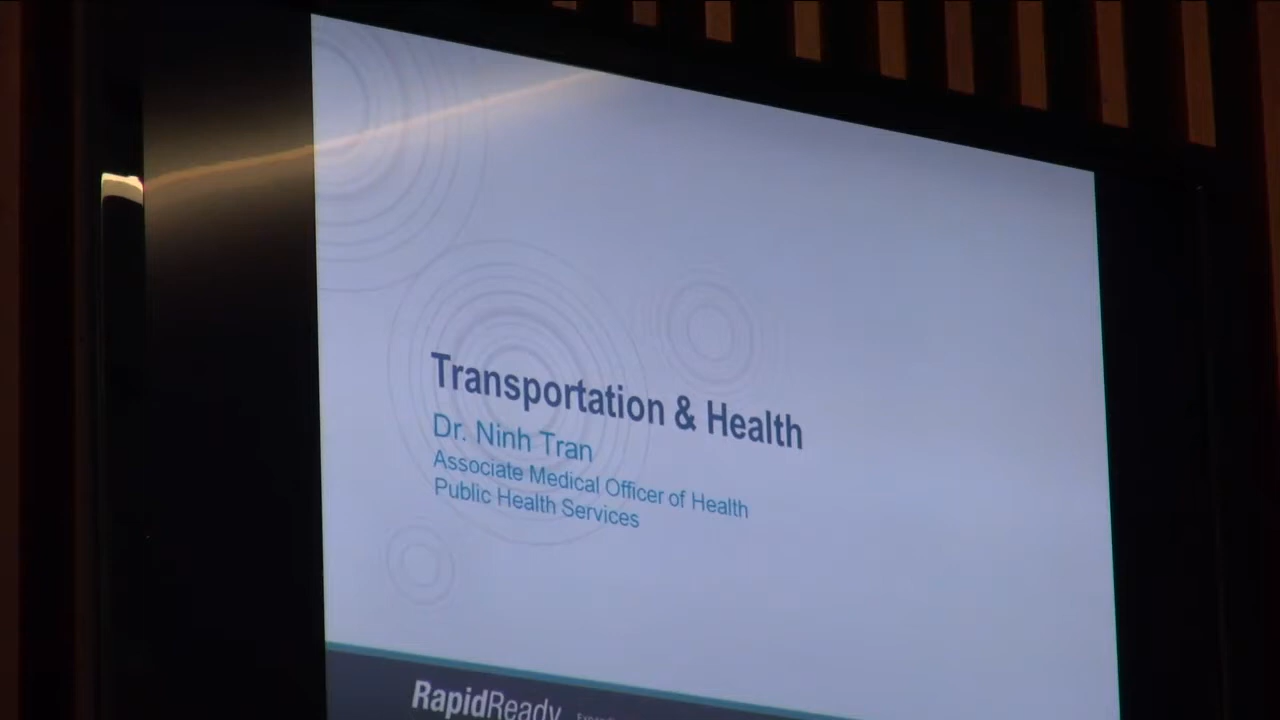 Transportation & Health
Dr. Ninh Tran
Associate Medical Officer of Health
Public Health Services
RapidReady